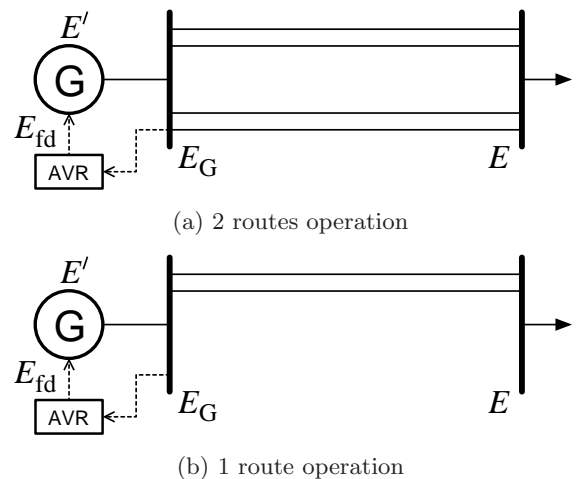 E′
G
E_fd
AVR
E_G
E
(a) 2 routes operation
E′
G
E_fd
AVR
E_G
E
(b) 1 route operation